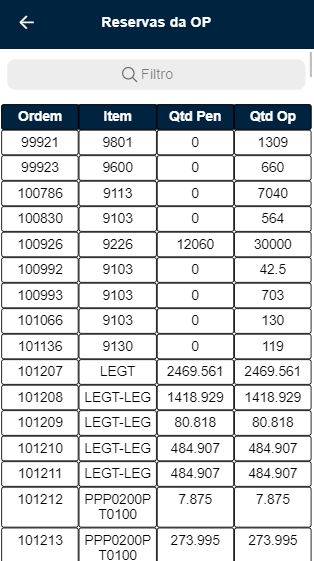 Reservas da OP
Filtro
Ordem Item Qtd Pen Qtd Op
99921 9801 0 1309
99923 9600 0 660
100786 9113 0 7040
100830 9103 0 564
100926 9226 12060 30000
100992 9103 0 42.5
100993 9103 0 703
101066 9103 0 130
101136 9130 0 119
101207 LEGT 2469.561 2469.561
101208 LEGT-LEG 1418.929 1418.929
101209 LEGT-LEG 80.818 80.818
101210 LEGT-LEG 484.907 484.907
101211 LEGT-LEG 484.907 484.907
101212 PPP0200P 7.875 7.875
T0100
101213 PPP0200P 273.995 273.995
T0100